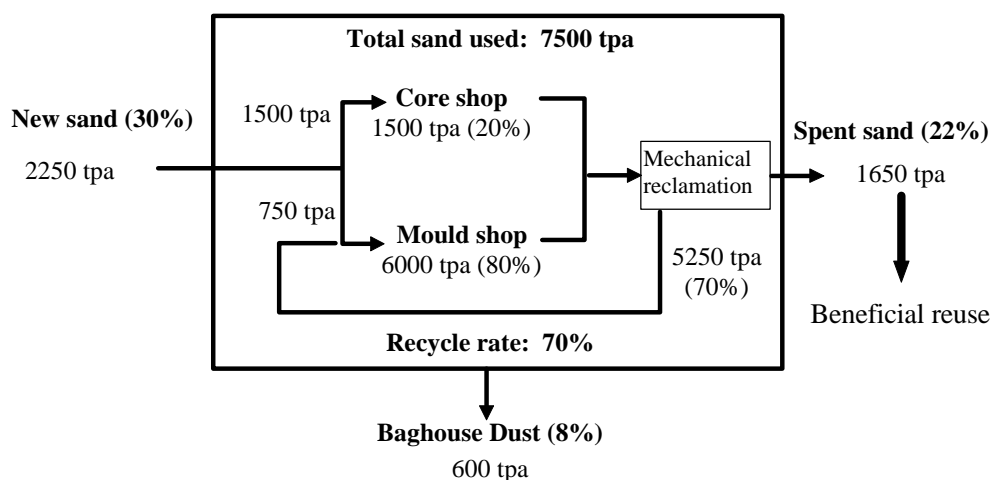 Total sand used: 7500 tpa
New sand (30%)
2250 tpa
1500 tpa
Core shop
1500 tpa (20%)
750 tpa
Mould shop
6000 tpa (80%)
Mechanical
reclamation
5250 tpa
(70%)
Recycle rate: 70%
Spent sand (22%)
1650 tpa
Beneficial reuse
Baghouse Dust (8%)
600 tpa